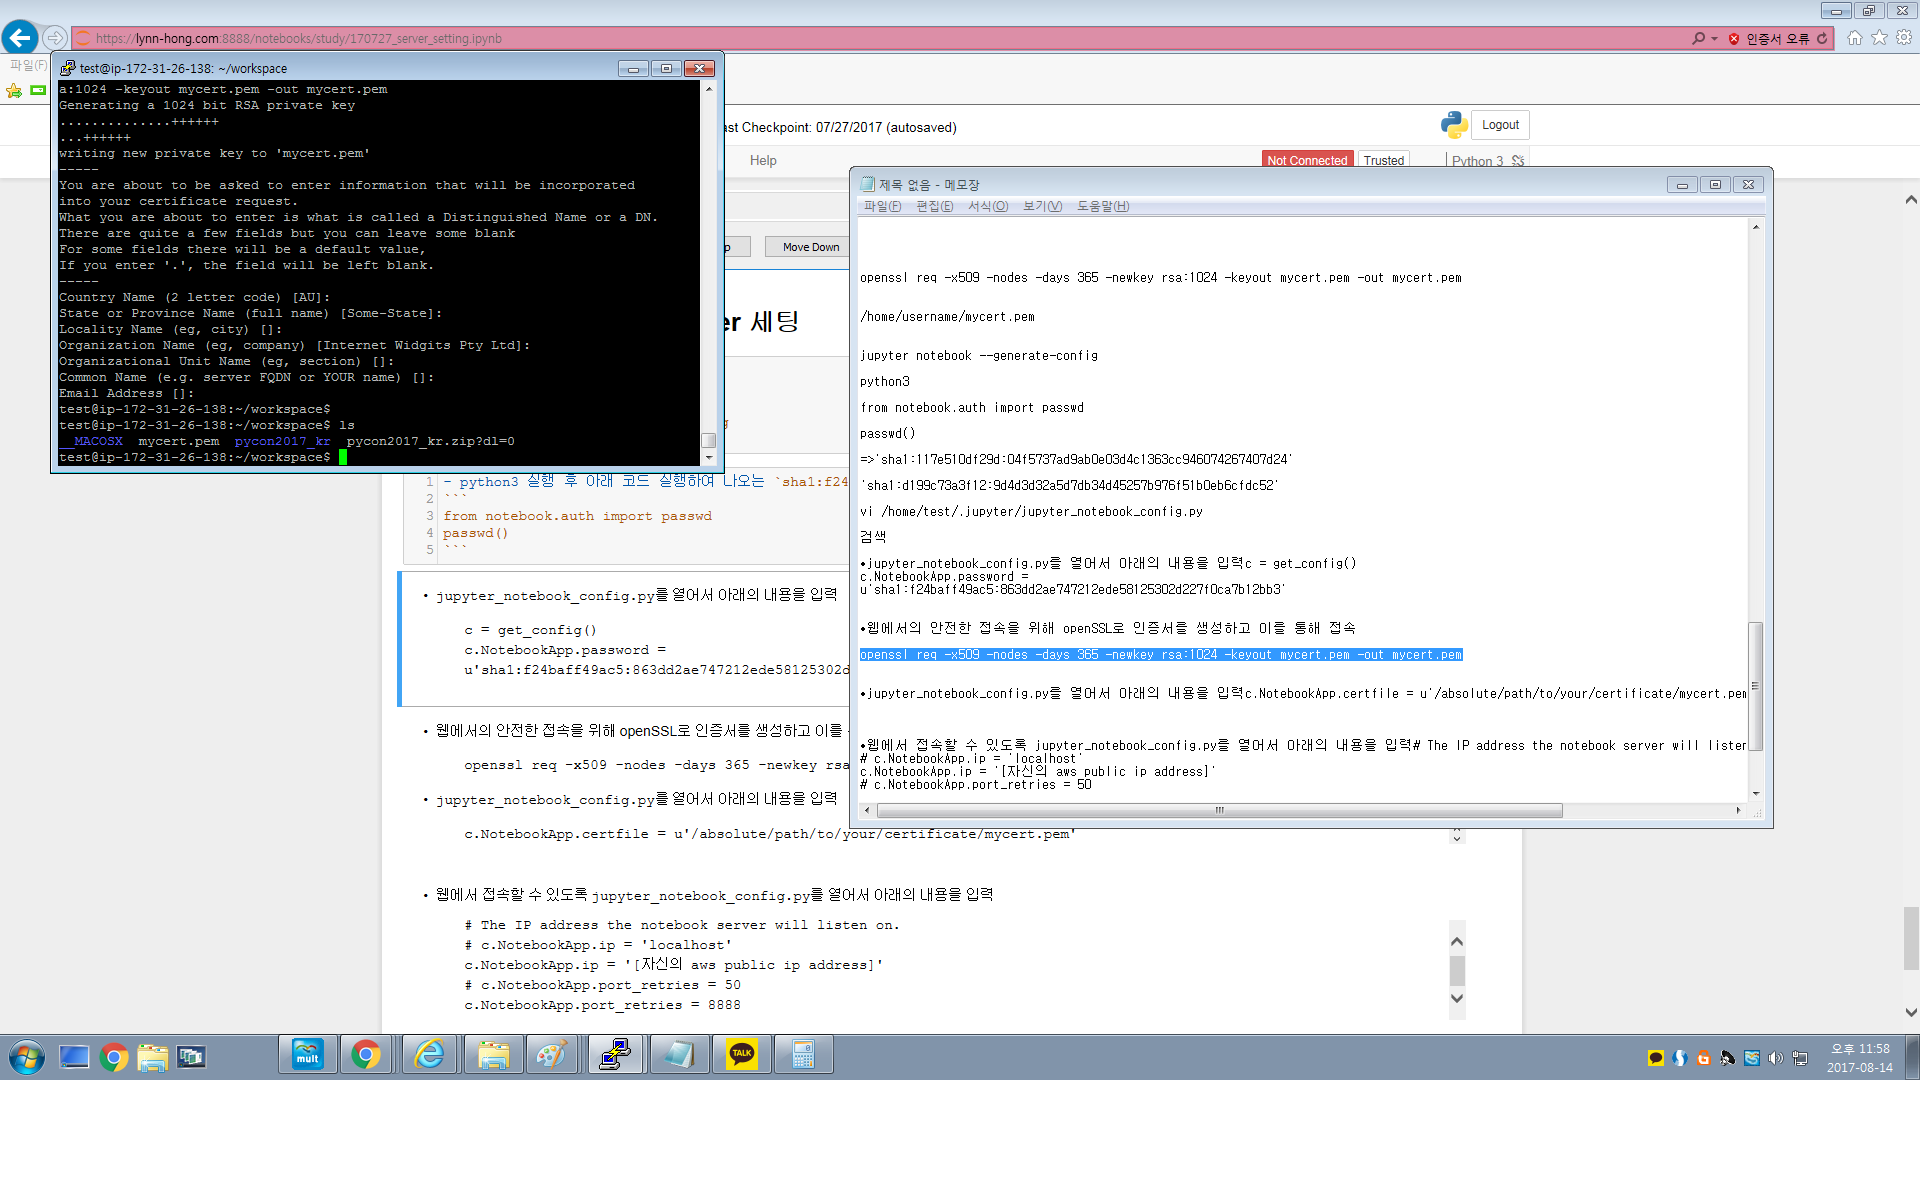 https://lynn-hong.com:8888/notebooks/study/170727_server_setting.ipynb
인증서 오류
파일(F)
test@ip-172-31-26-138: ~/workspace
a:1024 -keyout mycert.pem -out mycert.pem
Generating a 1024 bit RSA private key
..............++++++
...++++++
writing new private key to 'mycert.pem'
-----
You are about to be asked to enter information that will be incorporated
into your certificate request.
What you are about to enter is what is called a Distinguished Name or a DN.
There are quite a few fields but you can leave some blank
For some fields there will be a default value,
If you enter '.', the field will be left blank.
-----
Country Name (2 letter code) [AU]:
State or Province Name (full name) [Some-State]:
Locality Name (eg, city) []:
Organization Name (eg, company) [Internet Widgits Pty Ltd]:
Organizational Unit Name (eg, section) []:
Common Name (e.g. server FQDN or YOUR name) []:
Email Address []:
test@ip-172-31-26-138:~/workspace$
test@ip-172-31-26-138:~/workspace$ ls
__MACOSX  mycert.pem  pycon2017_kr  pycon2017_kr.zip?dl=0
test@ip-172-31-26-138:~/workspace$
ast Checkpoint: 07/27/2017 (autosaved)
Logout
Help
Not Connected
Trusted
Python 3
p
Move Down
er 세팅
제목 없음 - 메모장
파일(F) 편집(E) 서식(O) 보기(V) 도움말(H)
openssl req -x509 -nodes -days 365 -newkey rsa:1024 -keyout mycert.pem -out mycert.pem
/home/username/mycert.pem
jupyter notebook --generate-config
python3
from notebook.auth import passwd
passwd()
=>'sha1:117e510df29d:04f5737ad9ab0e03d4c1363cc946074267407d24'
'sha1:d199c73a3f12:9d4d3d32a5d7db34d45257b976f51b0eb6cfdc52'
vi /home/test/.jupyter/jupyter_notebook_config.py
검색
•jupyter_notebook_config.py를 열어서 아래의 내용을 입력c = get_config()
c.NotebookApp.password =
u'sha1:f24baff49ac5:863dd2ae747212ede58125302d227f0ca7b12bb3'
•웹에서의 안전한 접속을 위해 openSSL로 인증서를 생성하고 이를 통해 접속
openssl req -x509 -nodes -days 365 -newkey rsa:1024 -keyout mycert.pem -out mycert.pem
•jupyter_notebook_config.py를 열어서 아래의 내용을 입력c.NotebookApp.certfile = u'/absolute/path/to/your/certificate/mycert.pem
•웹에서 접속할 수 있도록 jupyter_notebook_config.py를 열어서 아래의 내용을 입력# The IP address the notebook server will listen
# c.NotebookApp.ip = 'localhost'
c.NotebookApp.ip = '[자신의 aws public ip address]'
# c.NotebookApp.port_retries = 50
1 - python3 실행 후 아래 코드 실행하여 나오는 `sha1:f24
2 ```
3 from notebook.auth import passwd
4 passwd()
5 ```
• jupyter_notebook_config.py를 열어서 아래의 내용을 입력
c = get_config()
c.NotebookApp.password =
u'sha1:f24baff49ac5:863dd2ae747212ede58125302d
• 웹에서의 안전한 접속을 위해 openSSL로 인증서를 생성하고 이를
openssl req -x509 -nodes -days 365 -newkey rsa
• jupyter_notebook_config.py를 열어서 아래의 내용을 입력
c.NotebookApp.certfile = u'/absolute/path/to/your/certificate/mycert.pem'
• 웹에서 접속할 수 있도록 jupyter_notebook_config.py를 열어서 아래의 내용을 입력
# The IP address the notebook server will listen on.
# c.NotebookApp.ip = 'localhost'
c.NotebookApp.ip = '[자신의 aws public ip address]'
# c.NotebookApp.port_retries = 50
c.NotebookApp.port_retries = 8888
mult
TALK
오후 11:58
2017-08-14